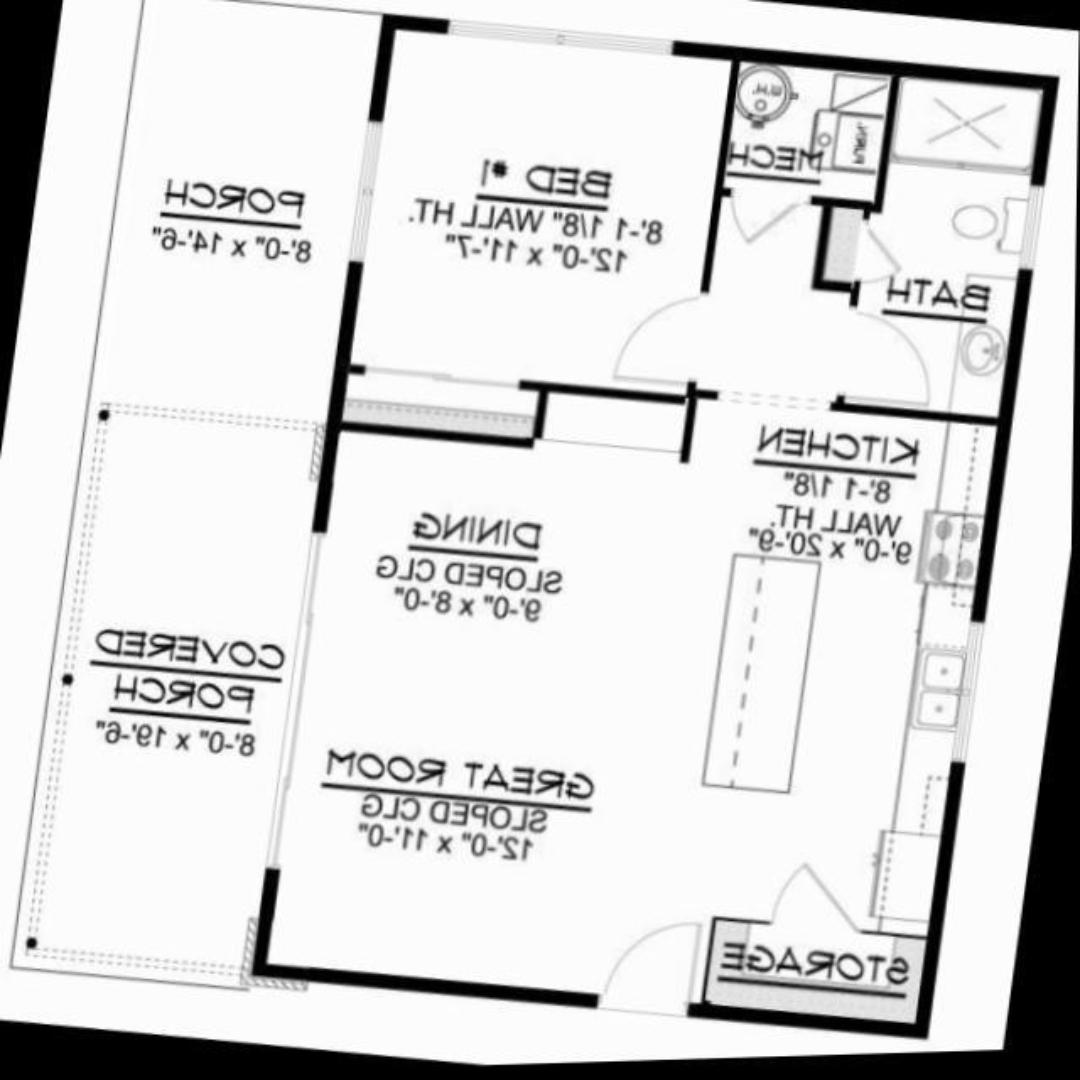 W.H.
FURN.
MECH
BED #1
8'-1 1/8" WALL HT.
12'-0" x 11'-7"
PORCH
8'-0" x 14'-6"
BATH
KITCHEN
8'-1 1/8"
WALL HT.
9'-0" x 20'-9"
DINING
SLOPED CLG
9'-0" x 8'-0"
COVERED
PORCH
8'-0" x 19'-6"
GREAT ROOM
SLOPED CLG
12'-0" x 11'-0"
STORAGE